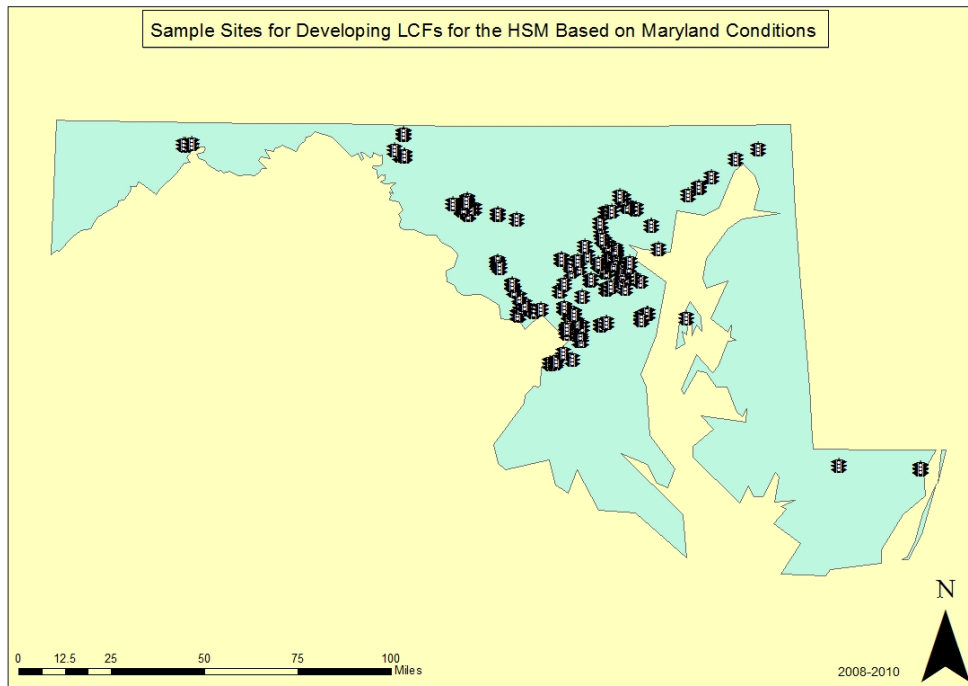 Sample Sites for Developing LCFs for the HSM Based on Maryland Conditions
N
0 12.5 25 50 75 100
Miles
2008-2010